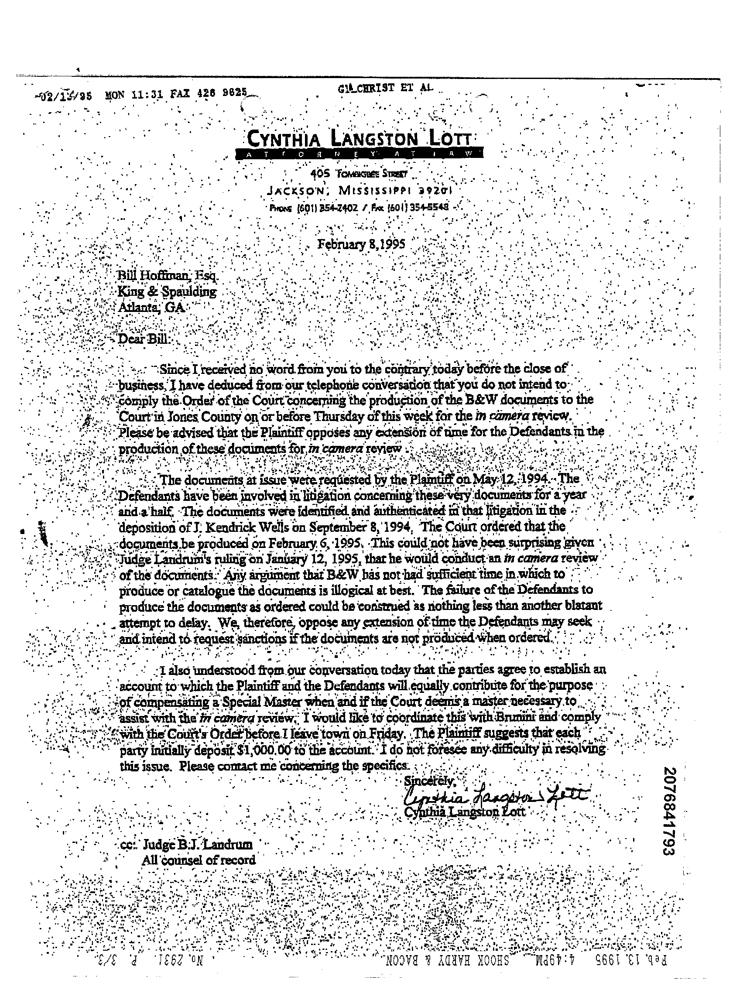 02/13/95 MON 11:31 FAX 426 9625 GILCHRIST ET AL
CYNTHIA LANGSTON LOTT
ATTORNEY AT LAW
405 TOMBIGBEE STREET
JACKSON, MISSISSIPPI 39201
PHONE (601) 354-2402 / FAX (601) 354-5548
February 8, 1995
Bill Hoffman, Esq.
King & Spaulding
Atlanta, GA
Dear Bill:
Since I received no word from you to the contrary today before the close of
business, I have deduced from our telephone conversation that you do not intend to
comply the Order of the Court concerning the production of the B&W documents to the
Court in Jones County on or before Thursday of this week for the in camera review.
Please be advised that the Plaintiff opposes any extension of time for the Defendants in the
production of these documents for in camera review.
The documents at issue were requested by the Plaintiff on May 12, 1994. The
Defendants have been involved in litigation concerning these very documents for a year
and a half. The documents were identified and authenticated in that litigation in the
deposition of J. Kendrick Wells on September 8, 1994. The Court ordered that the
documents be produced on February 6, 1995. This could not have been surprising given
Judge Landrum's ruling on January 12, 1995, that he would conduct an in camera review
of the documents. Any argument that B&W has not had sufficient time in which to
produce or catalogue the documents is illogical at best. The failure of the Defendants to
produce the documents as ordered could be construed as nothing less than another blatant
attempt to delay. We, therefore, oppose any extension of time the Defendants may seek
and intend to request sanctions if the documents are not produced when ordered.
I also understood from our conversation today that the parties agree to establish an
account to which the Plaintiff and the Defendants will equally contribute for the purpose
of compensating a Special Master when and if the Court deems a master necessary to
assist with the in camera review. I would like to coordinate this with Brunini and comply
with the Court's Order before I leave town on Friday. The Plaintiff suggests that each
party initially deposit $1,000.00 to the account. I do not foresee any difficulty in resolving
this issue. Please contact me concerning the specifics.
Sincerely,
Cynthia Langston Lott
Cynthia Langston Lott
cc: Judge B.J. Landrum
All counsel of record
2076841793
Feb. 13. 1995 4:49PM SHOOK HARDY & BACON No. 2931 P. 3/3